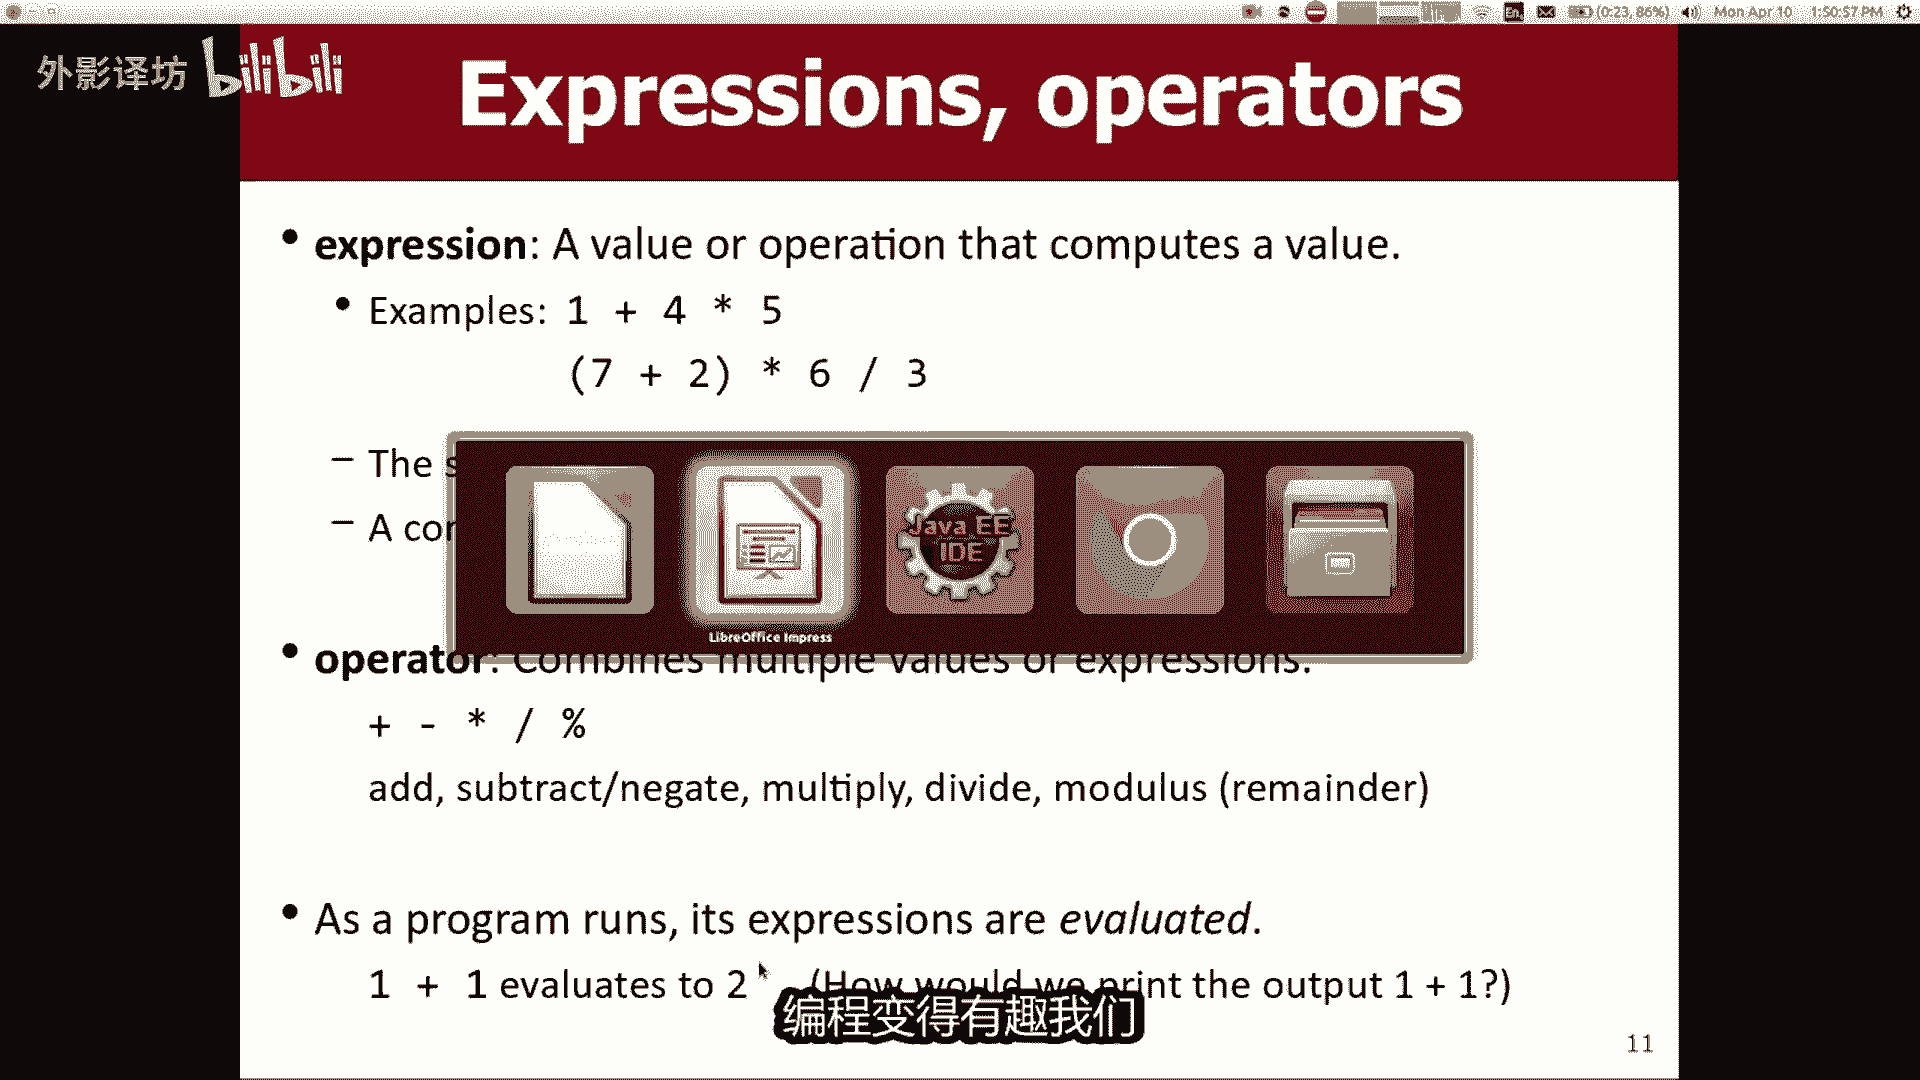 En (0:23, 86%) Mon Apr 10 1:50:57 PM
外影译坊 bilibili
Expressions, operators
• expression: A value or operation that computes a value.
• Examples: 1 + 4 * 5
(7 + 2) * 6 / 3
– The
– A
Java EE
IDE
LibreOffice Impress
• operator: Combines multiple values or expressions.
+ - * / %
add, subtract/negate, multiply, divide, modulus (remainder)
• As a program runs, its expressions are evaluated.
1 + 1 evaluates to 2 (How would we print the output 1 + 1?)
编程变得有趣我们
11